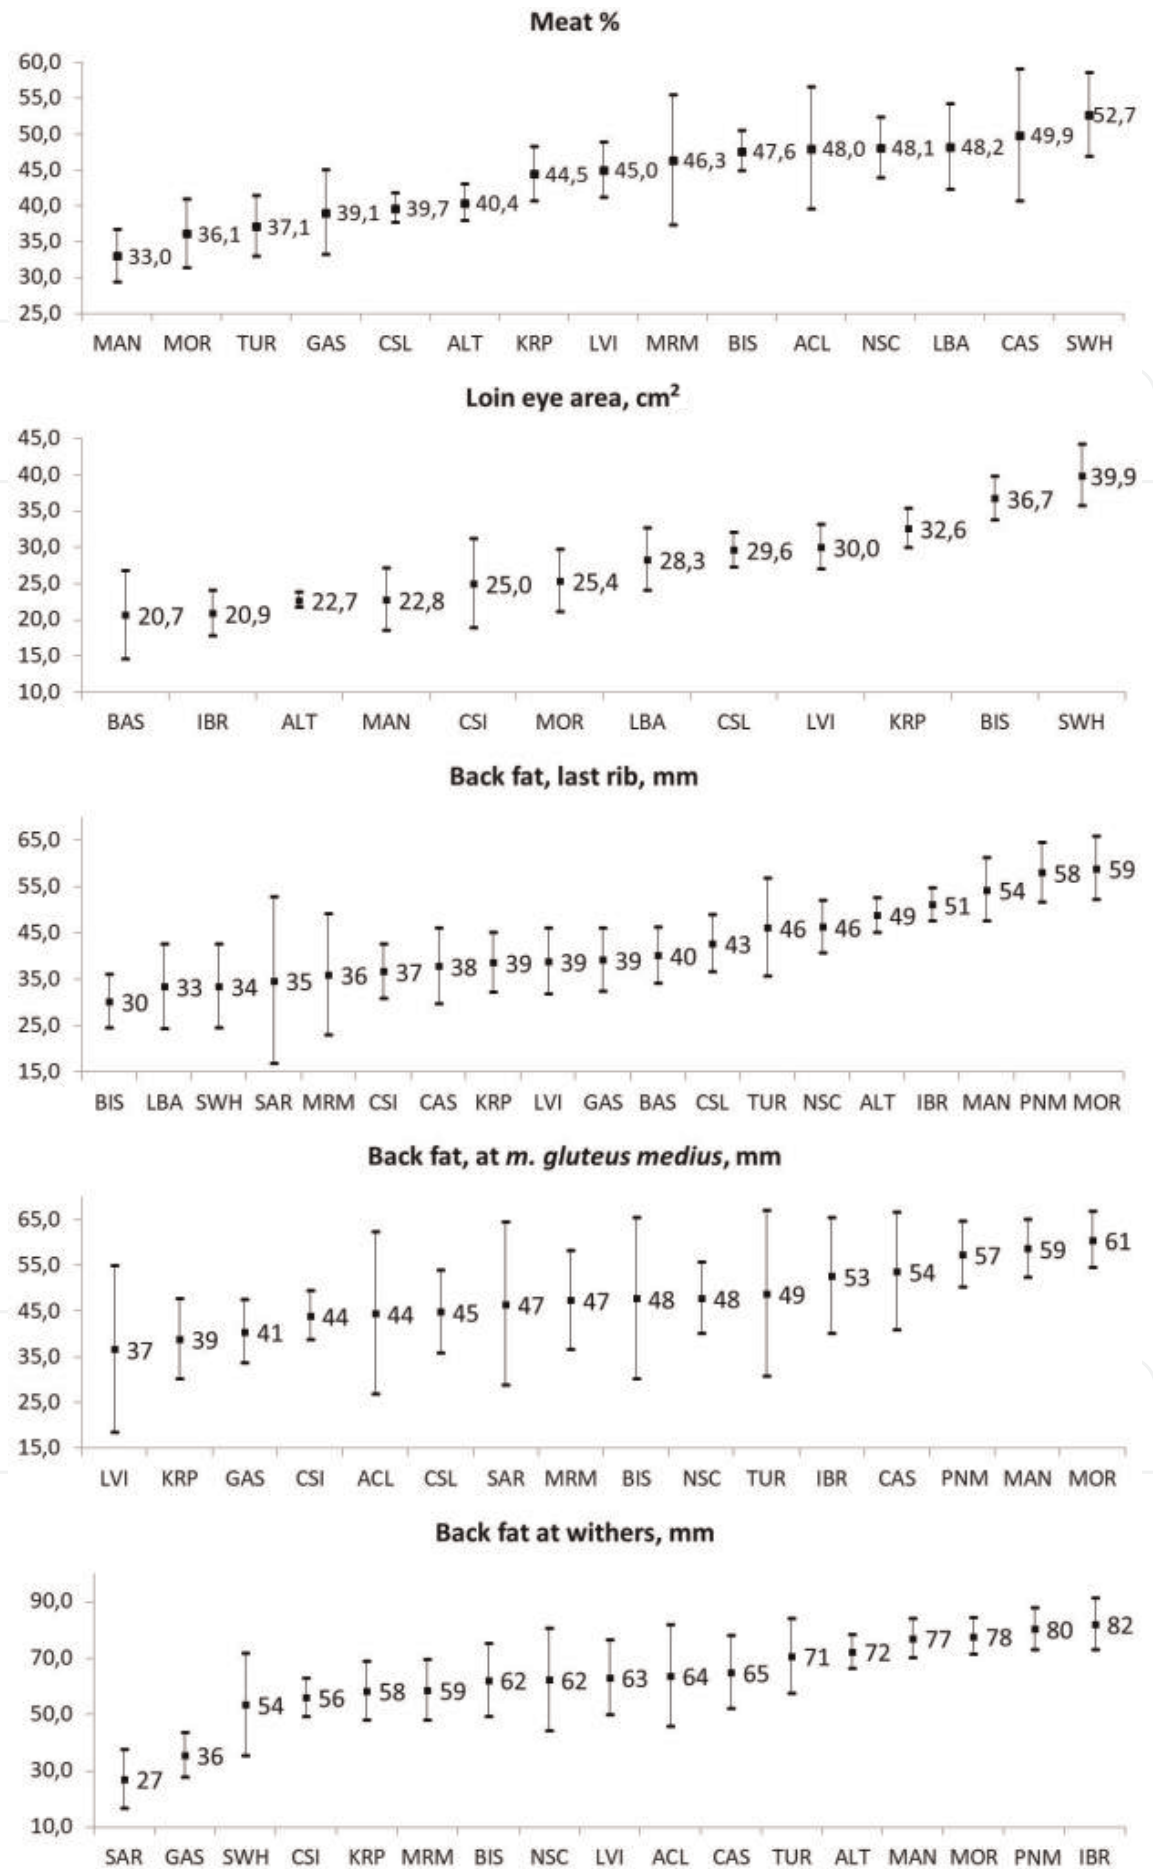 Meat %
60,0
55,0
50,0
45,0
40,0
35,0
30,0
25,0
33,0 36,1 37,1 39,1 39,7 40,4 44,5 45,0 46,3 47,6 48,0 48,1 48,2 49,9 52,7
MAN MOR TUR GAS CSL ALT KRP LVI MRM BIS ACL NSC LBA CAS SWH
Loin eye area, cm²
45,0
40,0
35,0
30,0
25,0
20,0
15,0
10,0
20,7 20,9 22,7 22,8 25,0 25,4 28,3 29,6 30,0 32,6 36,7 39,9
BAS IBR ALT MAN CSI MOR LBA CSL LVI KRP BIS SWH
Back fat, last rib, mm
65,0
55,0
45,0
35,0
25,0
15,0
30 33 34 35 36 37 38 39 39 39 40 43 46 46 49 51 54 58 59
BIS LBA SWH SAR MRM CSI CAS KRP LVI GAS BAS CSL TUR NSC ALT IBR MAN PNM MOR
Back fat, at m. gluteus medius, mm
65,0
55,0
45,0
35,0
25,0
15,0
37 39 41 44 44 45 47 47 48 48 49 53 54 57 59 61
LVI KRP GAS CSI ACL CSL SAR MRM BIS NSC TUR IBR CAS PNM MAN MOR
Back fat at withers, mm
90,0
70,0
50,0
30,0
10,0
27 36 54 56 58 59 62 62 63 64 65 71 72 77 78 80 82
SAR GAS SWH CSI KRP MRM BIS NSC LVI ACL CAS TUR ALT MAN MOR PNM IBR